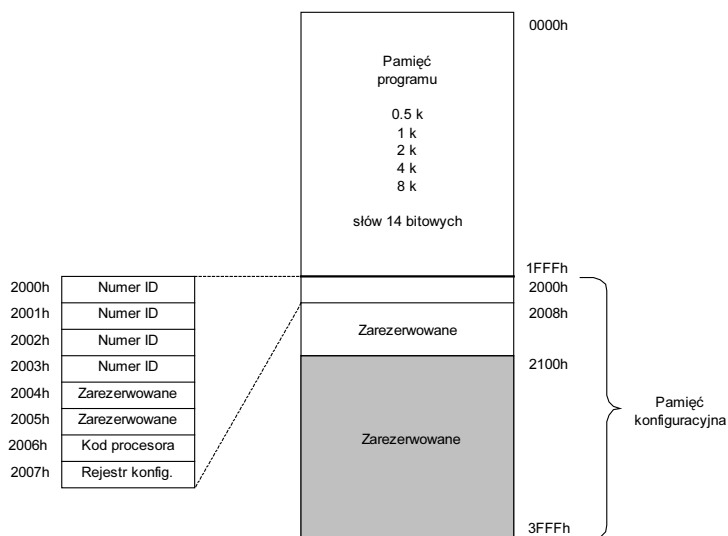 0000h
Pamięć
programu
0.5 k
1 k
2 k
4 k
8 k
słów 14 bitowych
1FFFh
2000h Numer ID
2001h Numer ID
2002h Numer ID
2003h Numer ID
2004h Zarezerwowane
2005h Zarezerwowane
2006h Kod procesora
2007h Rejestr konfig.
2000h
2008h
Zarezerwowane
2100h
Zarezerwowane
3FFFh
Pamięć
konfiguracyjna